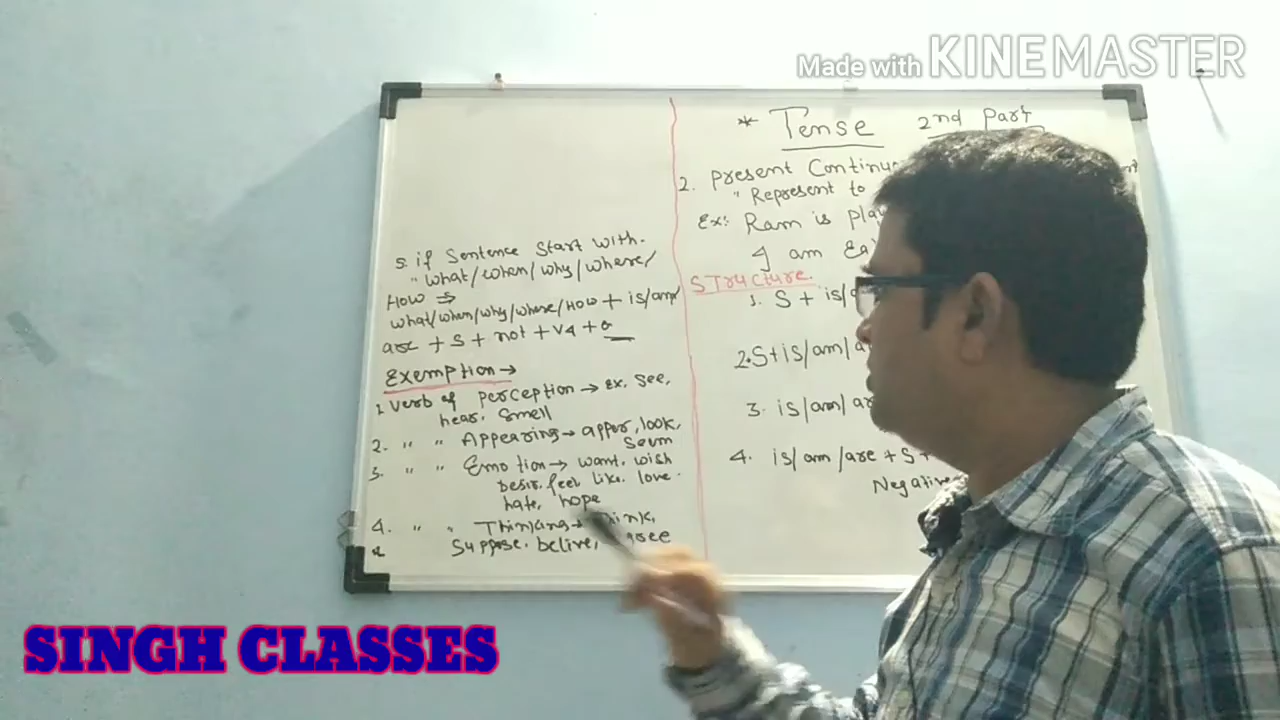 Made with KINEMASTER
* Tense 2nd Part
2. Present Continu
" Represent to
Ex:- Ram is pla
I am Ea
STructure.
1. S + is/
2. S + is/am/a
3. is/am/a
4. is/am/are + S +
Negative
5. if Sentence Start with.
" what/when/why/where/
How ⇒
what/when/why/where/How + is/am/
are + S + not + V4 + o
Exemption →
1. Verb of perception → Ex. See,
hear. Smell
2. " " Appearing → apper, look,
Seem
3. " " Emotion → want. wish
Desir. feel like. love.
hate, hope
4. " " Thinking → Think,
Suppose. belive, agree
SINGH CLASSES